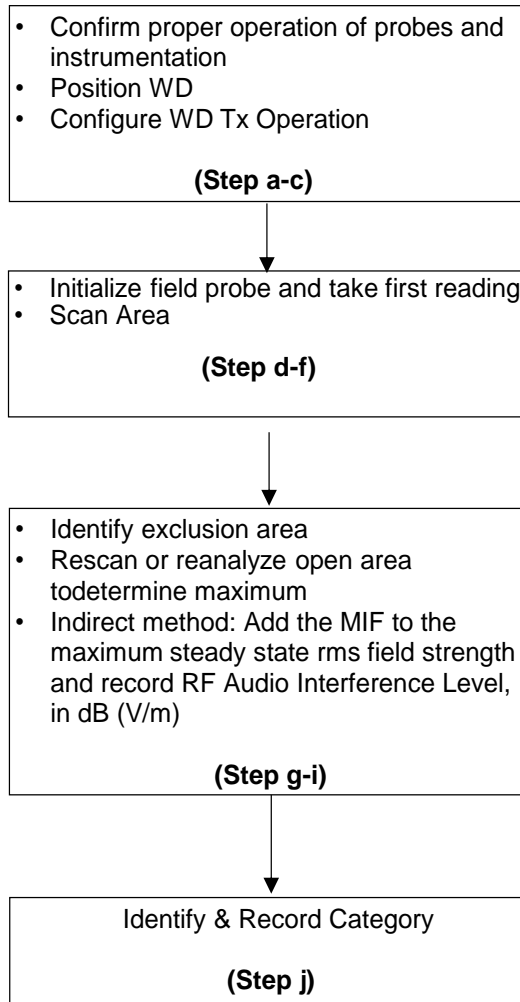 • Confirm proper operation of probes and
instrumentation
• Position WD
• Configure WD Tx Operation
(Step a-c)
• Initialize field probe and take first reading
• Scan Area
(Step d-f)
• Identify exclusion area
• Rescan or reanalyze open area
todetermine maximum
• Indirect method: Add the MIF to the
maximum steady state rms field strength
and record RF Audio Interference Level,
in dB (V/m)
(Step g-i)
Identify & Record Category
(Step j)